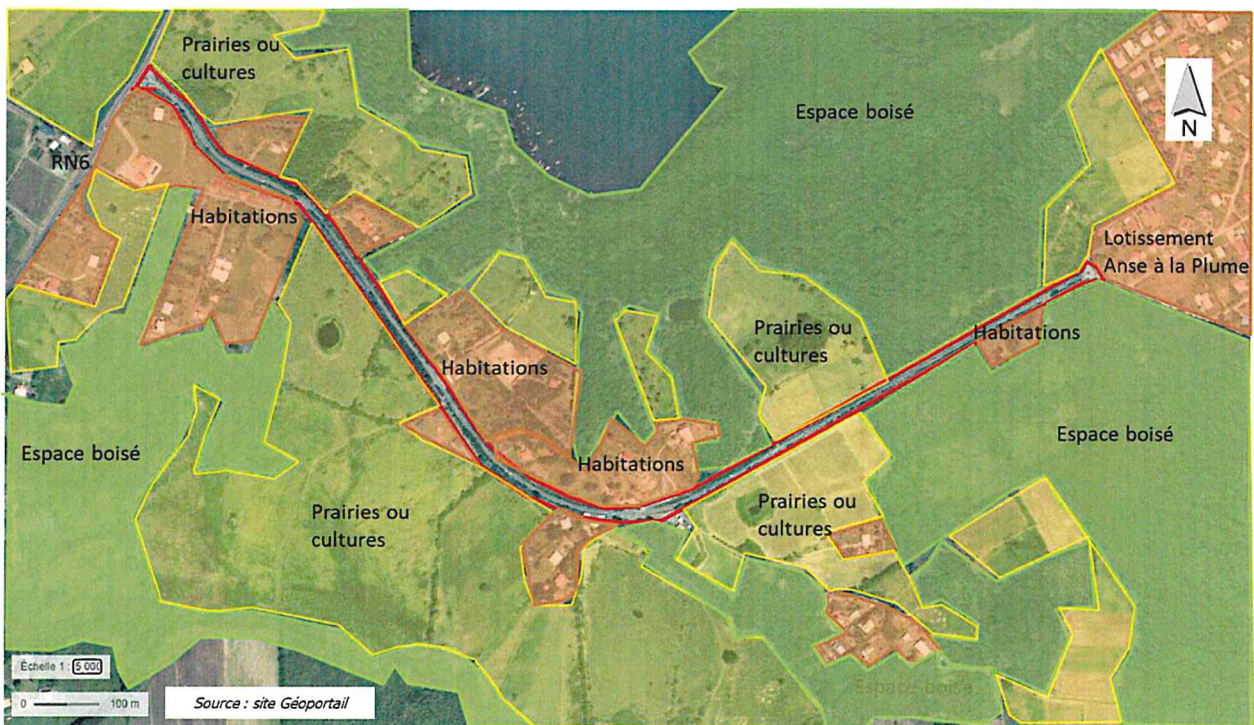 Prairies ou
cultures
Espace boisé
N
RN6
Habitations
Lotissement
Anse à la Plume
Prairies ou
cultures
Habitations
Habitations
Espace boisé
Espace boisé
Habitations
Prairies ou
cultures
Prairies ou
cultures
Échelle 1 : 5 000
0 100 m
Source : site Géoportail
Espace boisé